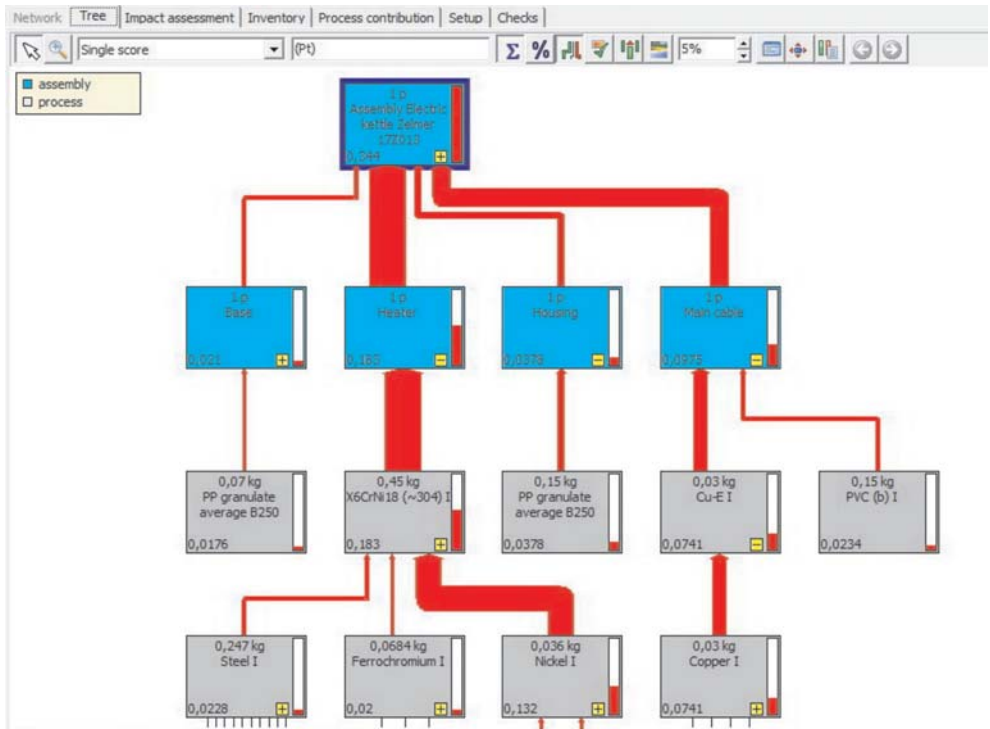 Network Tree Impact assessment Inventory Process contribution Setup Checks
Single score (Pt) Σ % 5%
assembly
process
1 p
Assembly Electric
kettle Zelmer
17Z013
0,344
1 p
Base
0,021
1 p
Heater
0,183
1 p
Housing
0,0378
1 p
Main cable
0,0975
0,07 kg
PP granulate
average B250
0,0176
0,45 kg
X6CrNi18 (~304) I
0,183
0,15 kg
PP granulate
average B250
0,0378
0,03 kg
Cu-E I
0,0741
0,15 kg
PVC (b) I
0,0234
0,247 kg
Steel I
0,0228
0,0684 kg
Ferrochromium I
0,02
0,036 kg
Nickel I
0,132
0,03 kg
Copper I
0,0741